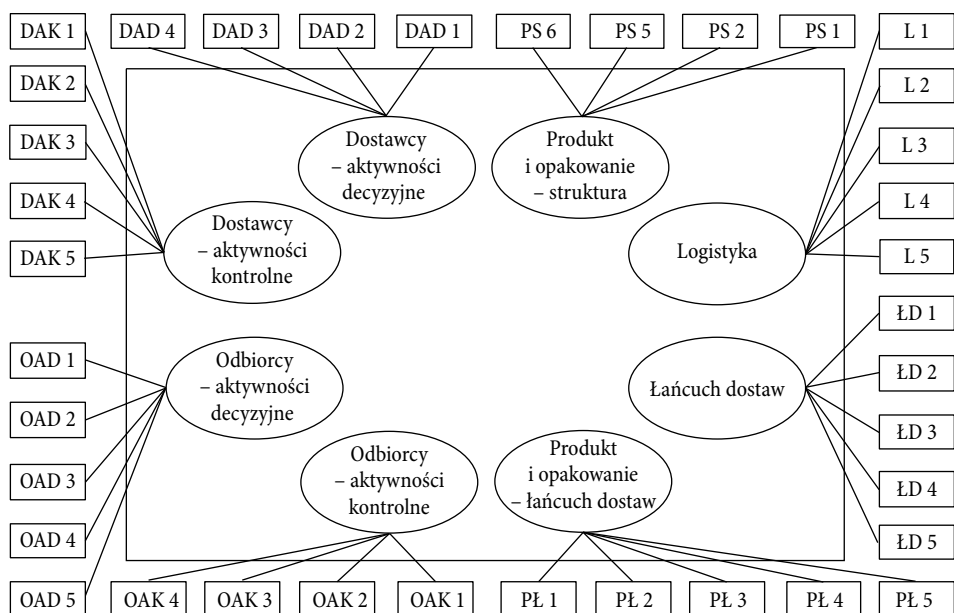 DAK 1
DAD 4
DAD 3
DAD 2
DAD 1
PS 6
PS 5
PS 2
PS 1
L 1
DAK 2
L 2
DAK 3
L 3
DAK 4
L 4
DAK 5
L 5
Dostawcy
– aktywności
decyzyjne
Produkt
i opakowanie
– struktura
Dostawcy
– aktywności
kontrolne
Logistyka
ŁD 1
OAD 1
ŁD 2
OAD 2
ŁD 3
OAD 3
ŁD 4
OAD 4
ŁD 5
Odbiorcy
– aktywności
decyzyjne
Łańcuch dostaw
Odbiorcy
– aktywności
kontrolne
Produkt
i opakowanie
– łańcuch dostaw
OAD 5
OAK 4
OAK 3
OAK 2
OAK 1
PŁ 1
PŁ 2
PŁ 3
PŁ 4
PŁ 5